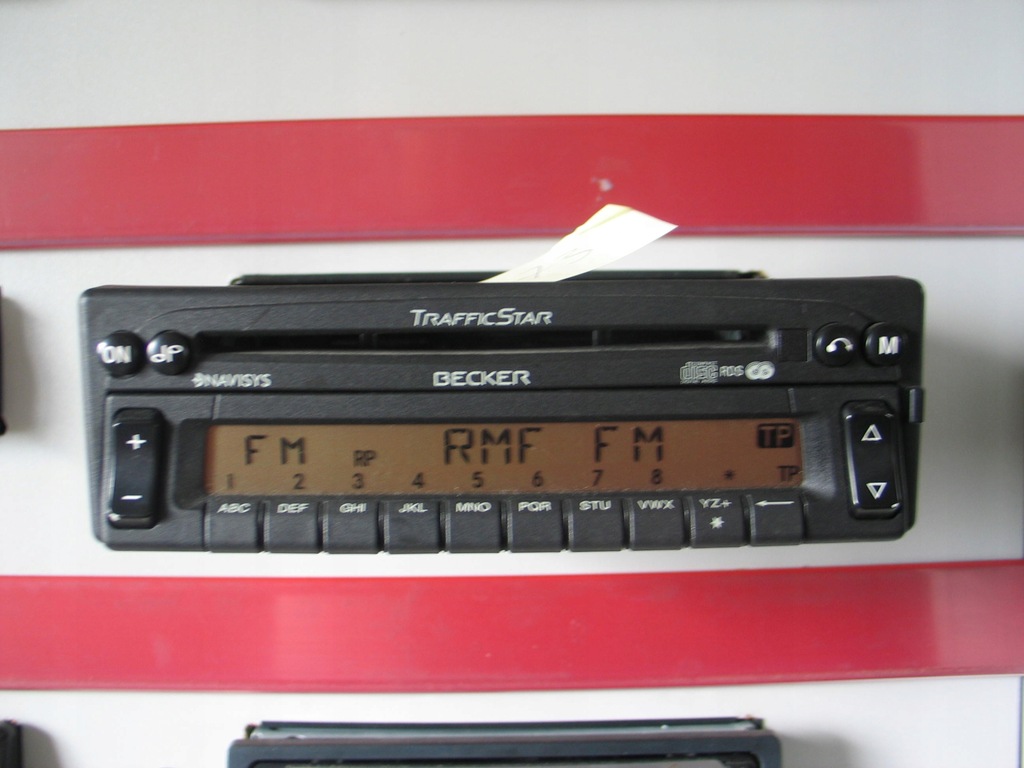 TRAFFICSTAR
ON M
NAVISYS BECKER disc RDS
+ FM RP RMF FM TP
1 2 3 4 5 6 7 8 * TP
−
ABC DEF GHI JKL MNO PQR STU VWX YZ+ ←
*